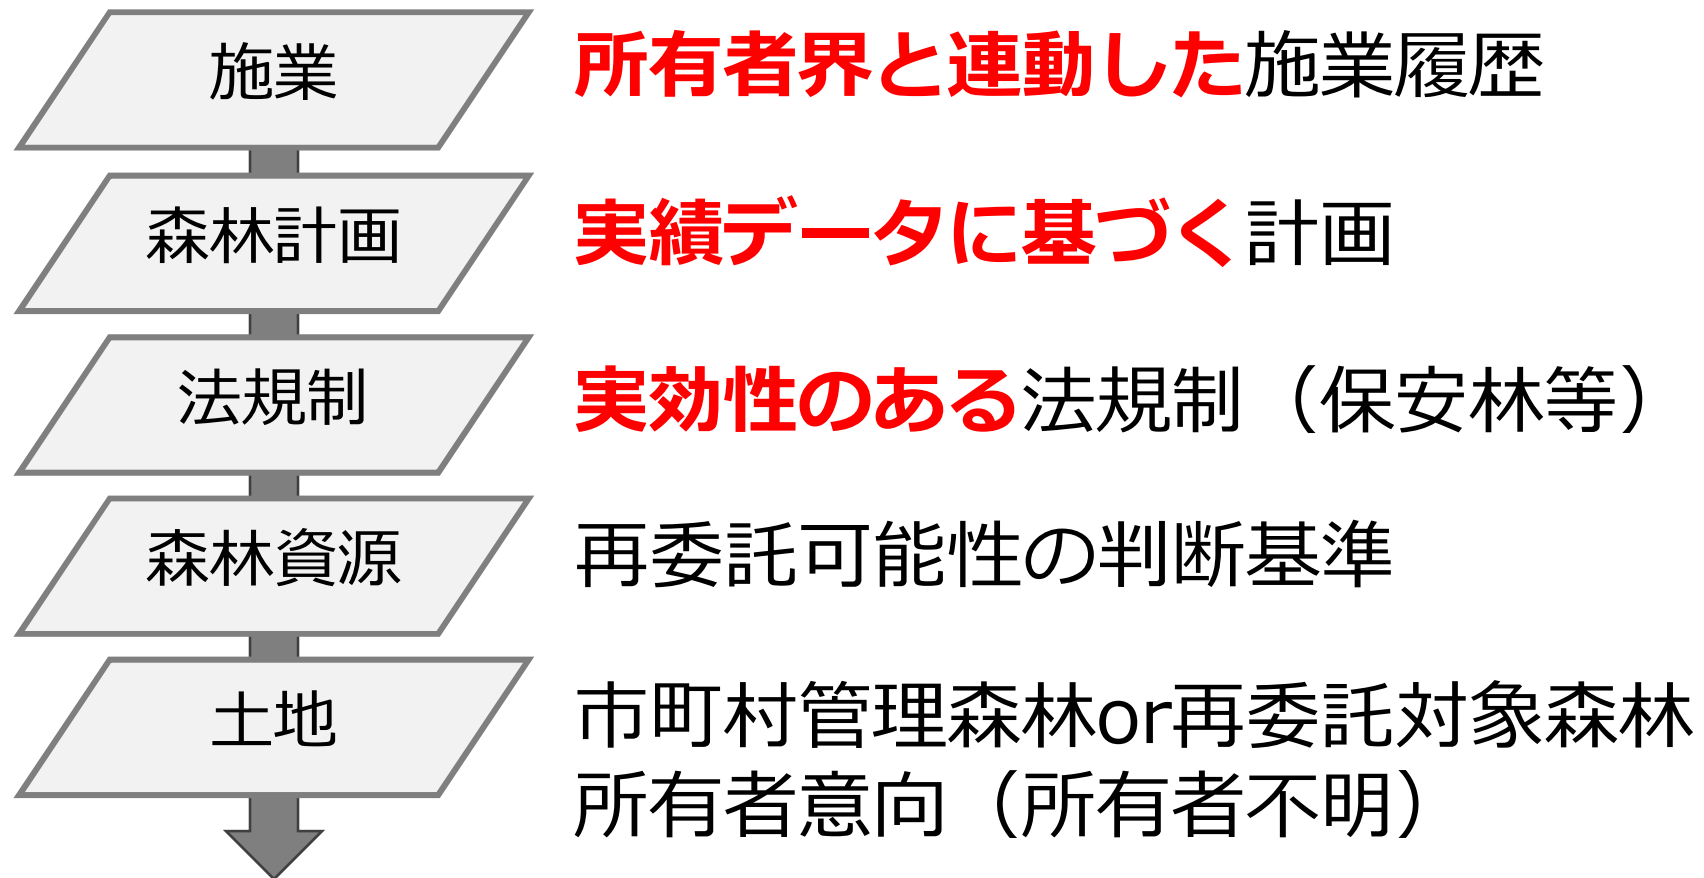 施業
所有者界と連動した施業履歴
森林計画
実績データに基づく計画
法規制
実効性のある法規制（保安林等）
森林資源
再委託可能性の判断基準
土地
市町村管理森林or再委託対象森林
所有者意向（所有者不明）